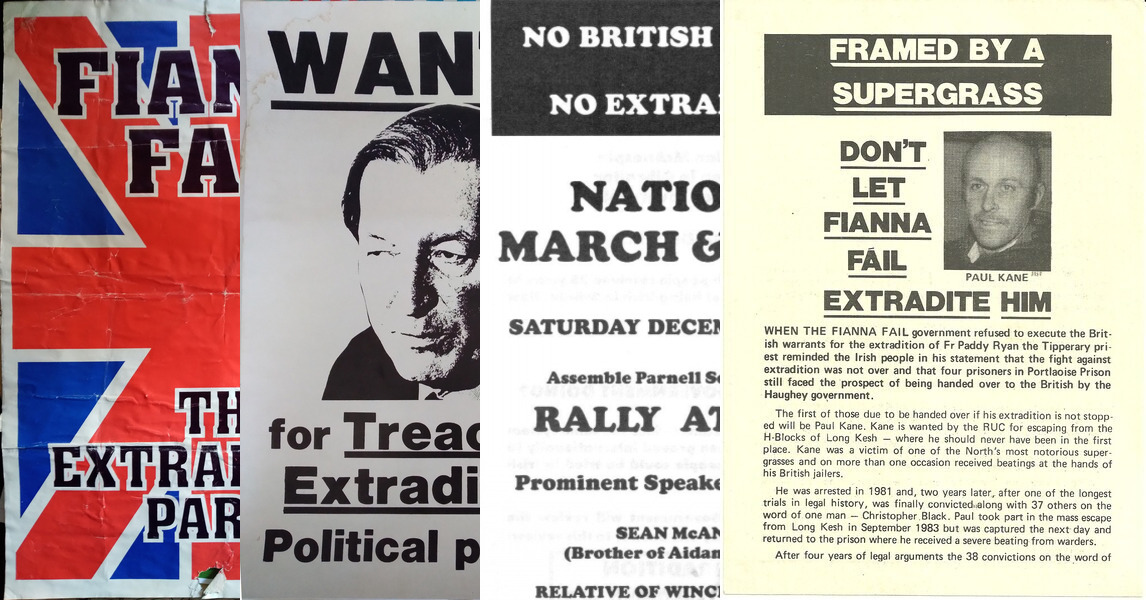 FIAN
FA
TH
EXTRAD
PAR
WAN
for Treac
Extradi
Political p
NO BRITISH
NO EXTRA
NATIO
MARCH &
SATURDAY DECEM
Assemble Parnell S
RALLY AT
Prominent Speake
SEAN McAN
(Brother of Aidan
RELATIVE OF WINC
FRAMED BY A
SUPERGRASS
DON'T
LET
FIANNA
FÁIL
EXTRADITE HIM
PAUL KANE
WHEN THE FIANNA FAIL government refused to execute the Brit-
ish warrants for the extradition of Fr Paddy Ryan the Tipperary pri-
est reminded the Irish people in his statement that the fight against
extradition was not over and that four prisoners in Portlaoise Prison
still faced the prospect of being handed over to the British by the
Haughey government.
The first of those due to be handed over if his extradition is not stopp-
ed will be Paul Kane. Kane is wanted by the RUC for escaping from the
H-Blocks of Long Kesh — where he should never have been in the first
place. Kane was a victim of one of the North's most notorious super-
grasses and on more than one occasion received beatings at the hands of
his British jailers.
He was arrested in 1981 and, two years later, after one of the longest
trials in legal history, was finally convicted along with 37 others on the
word of one man — Christopher Black. Paul took part in the mass escape
from Long Kesh in September 1983 but was captured the next day and
returned to the prison where he received a severe beating from warders.
After four years of legal arguments the 38 convictions on the word of